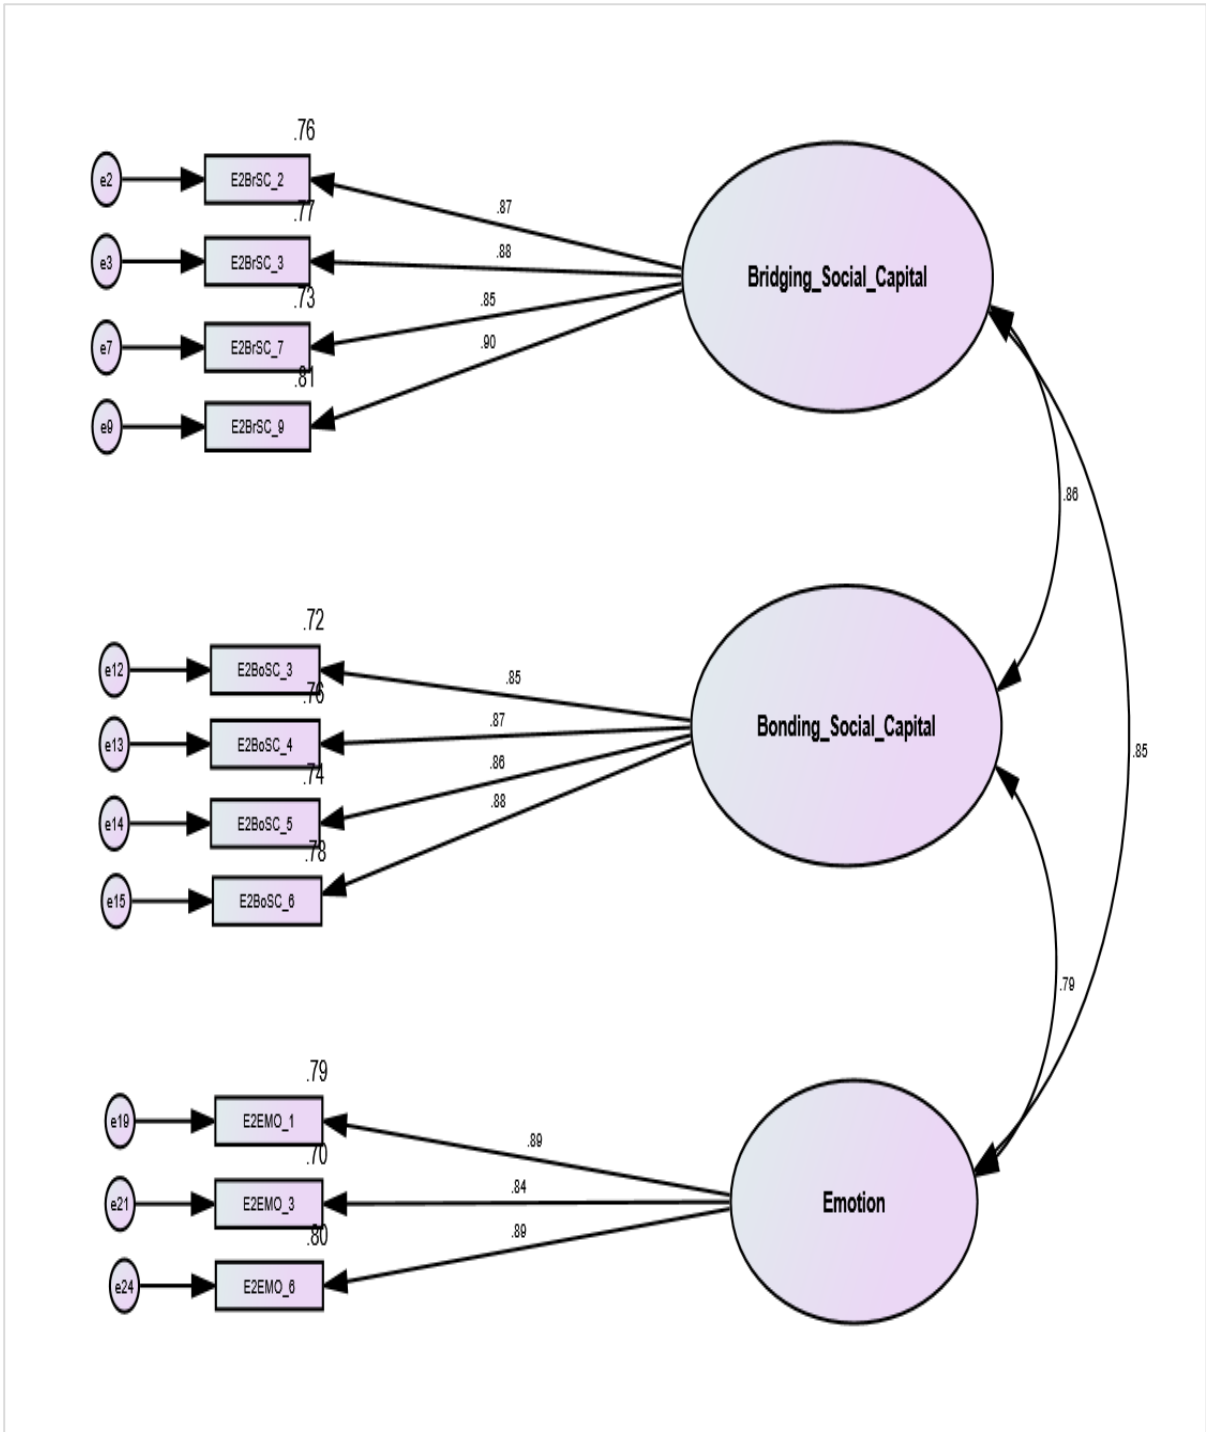 .76
e2 E2BrSC_2
.87
.77
e3 E2BrSC_3
.88
Bridging_Social_Capital
.73
e7 E2BrSC_7
.85
.90
.81
e9 E2BrSC_9
.86
.72
e12 E2BoSC_3
.85
.76
e13 E2BoSC_4
.87
Bonding_Social_Capital
.85
.74
e14 E2BoSC_5
.86
.88
.78
e15 E2BoSC_6
.79
.79
e19 E2EMO_1
.89
.70
e21 E2EMO_3
.84
Emotion
.80
.89
e24 E2EMO_6